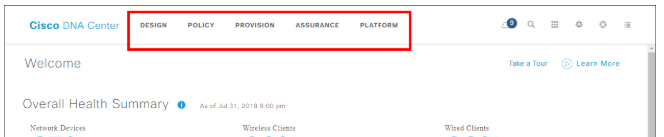 Cisco DNA Center DESIGN POLICY PROVISION ASSURANCE PLATFORM 9
Welcome Take a Tour Learn More
Overall Health Summary i As of Jul 31, 2019 8:00 pm
Network Devices Wireless Clients Wired Clients